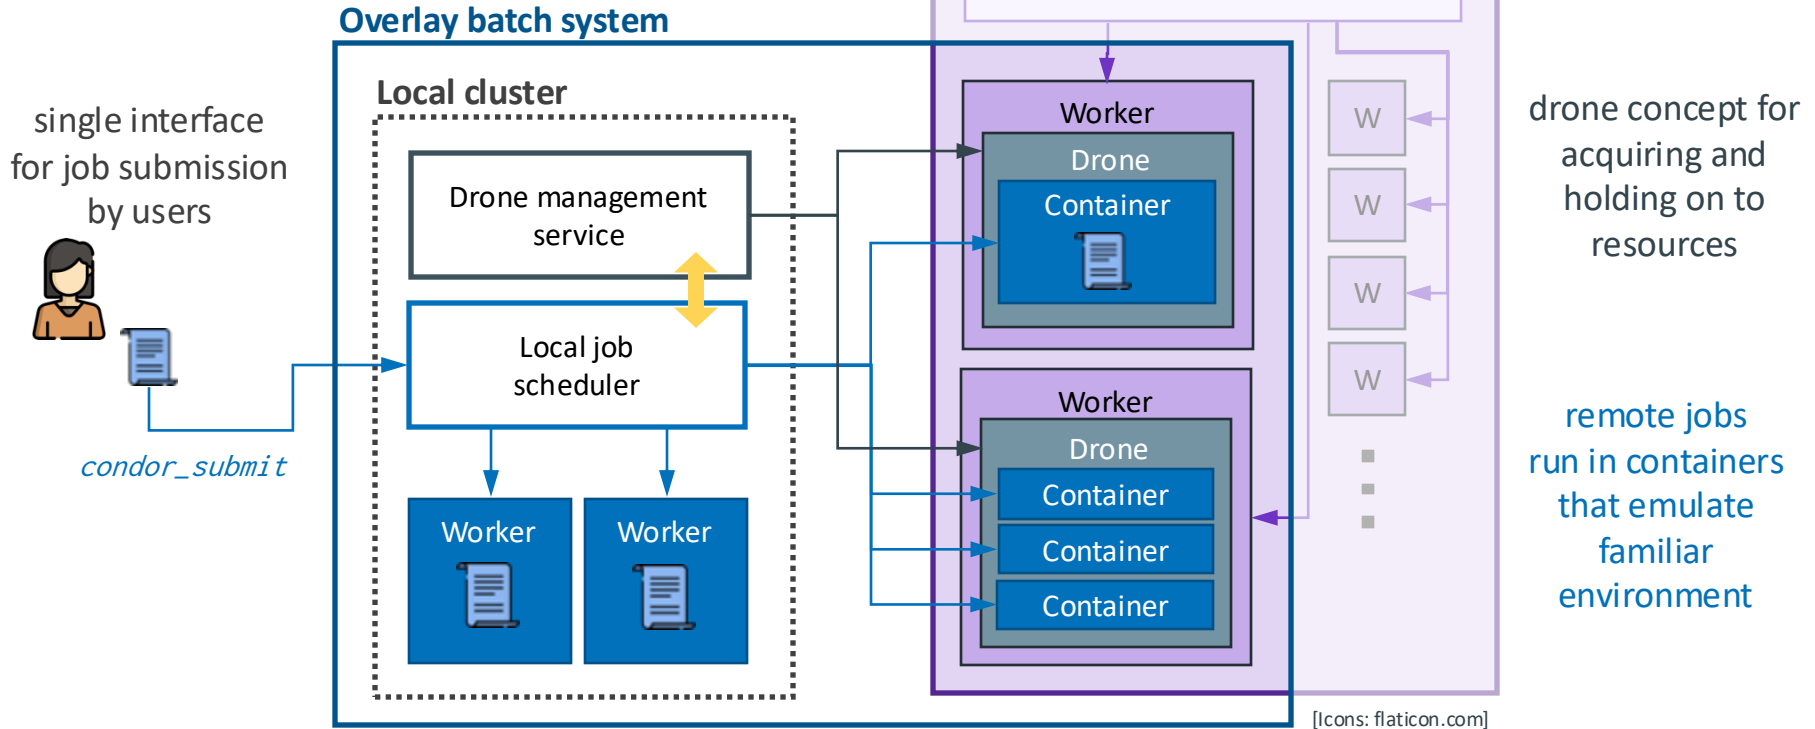 Overlay batch system
Local cluster
single interface
for job submission
by users
condor_submit
Drone management
service
Local job
scheduler
Worker
Worker
Worker
Drone
Container
Worker
Drone
Container
Container
Container
W
W
W
W
drone concept for
acquiring and
holding on to
resources
remote jobs
run in containers
that emulate
familiar
environment
[Icons: flaticon.com]